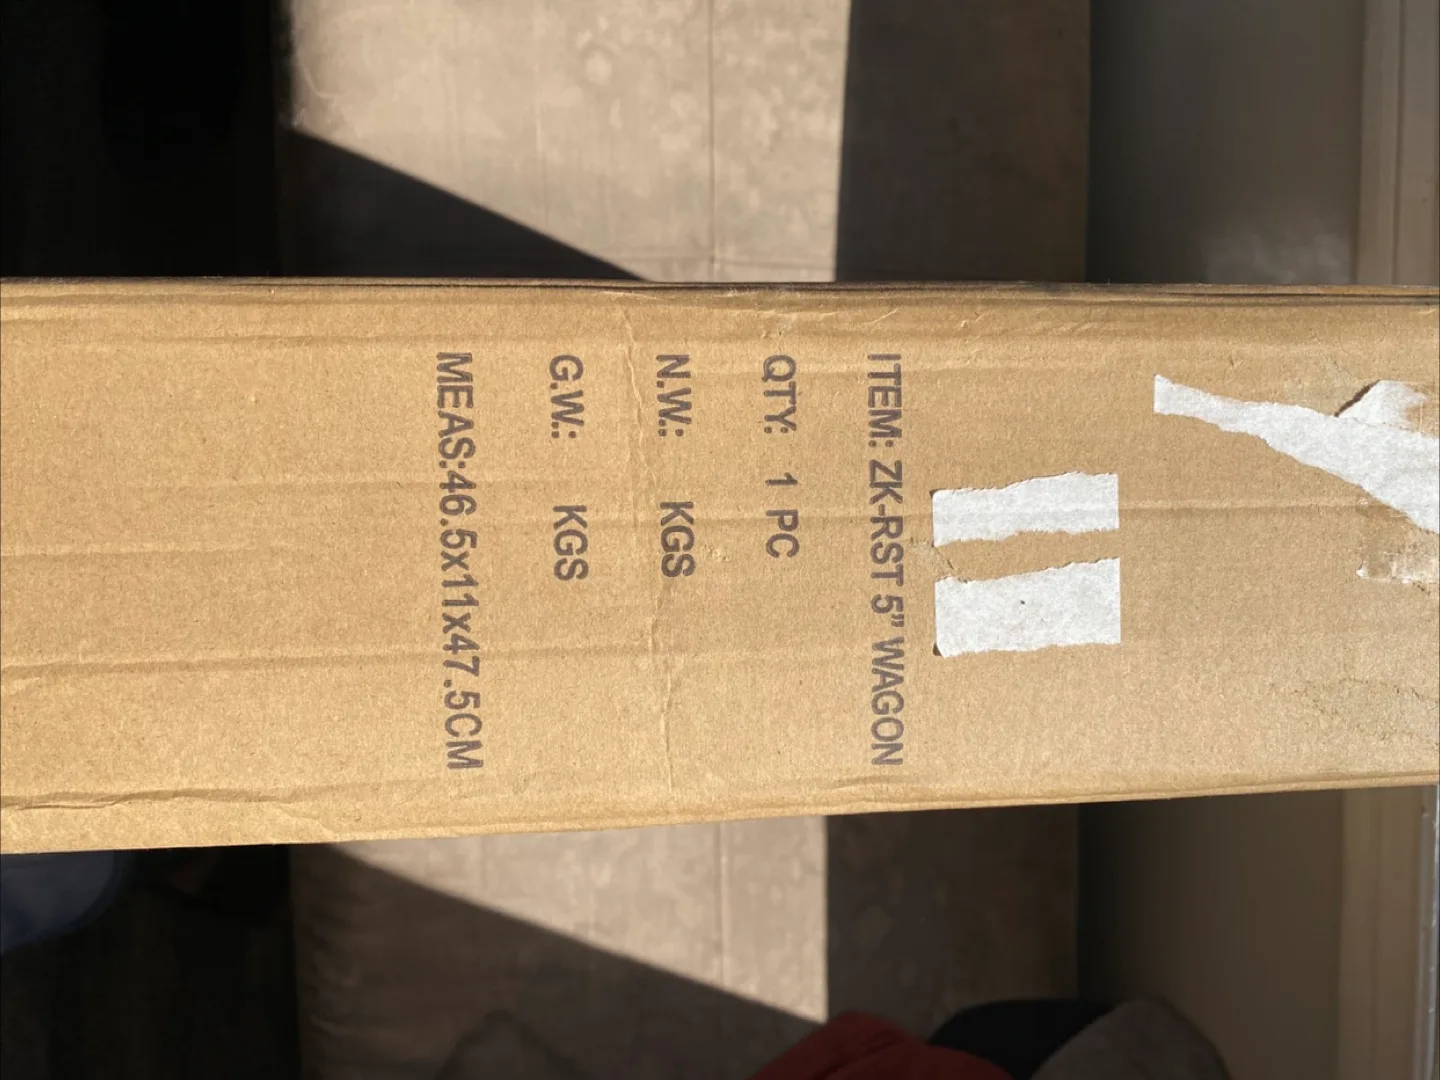 ITEM: ZK-RST 5" WAGON
QTY: 1 PC
N.W.: KGS
G.W.: KGS
MEAS:46.5x11x47.5CM